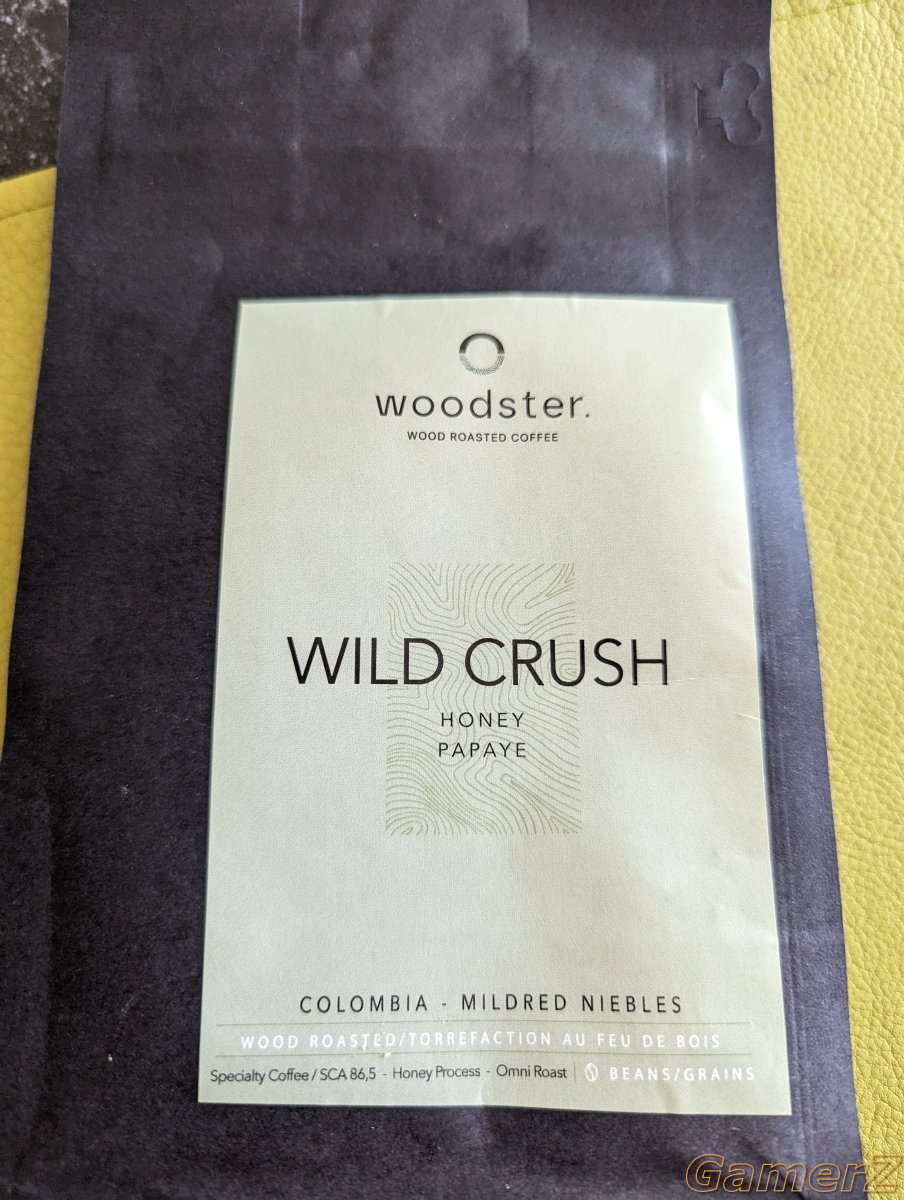 woodster.
WOOD ROASTED COFFEE
WILD CRUSH
HONEY
PAPAYE
COLOMBIA - MILDRED NIEBLES
WOOD ROASTED/TORREFACTION AU FEU DE BOIS
Specialty Coffee / SCA 86,5 - Honey Process - Omni Roast | BEANS/GRAINS
GamerZ